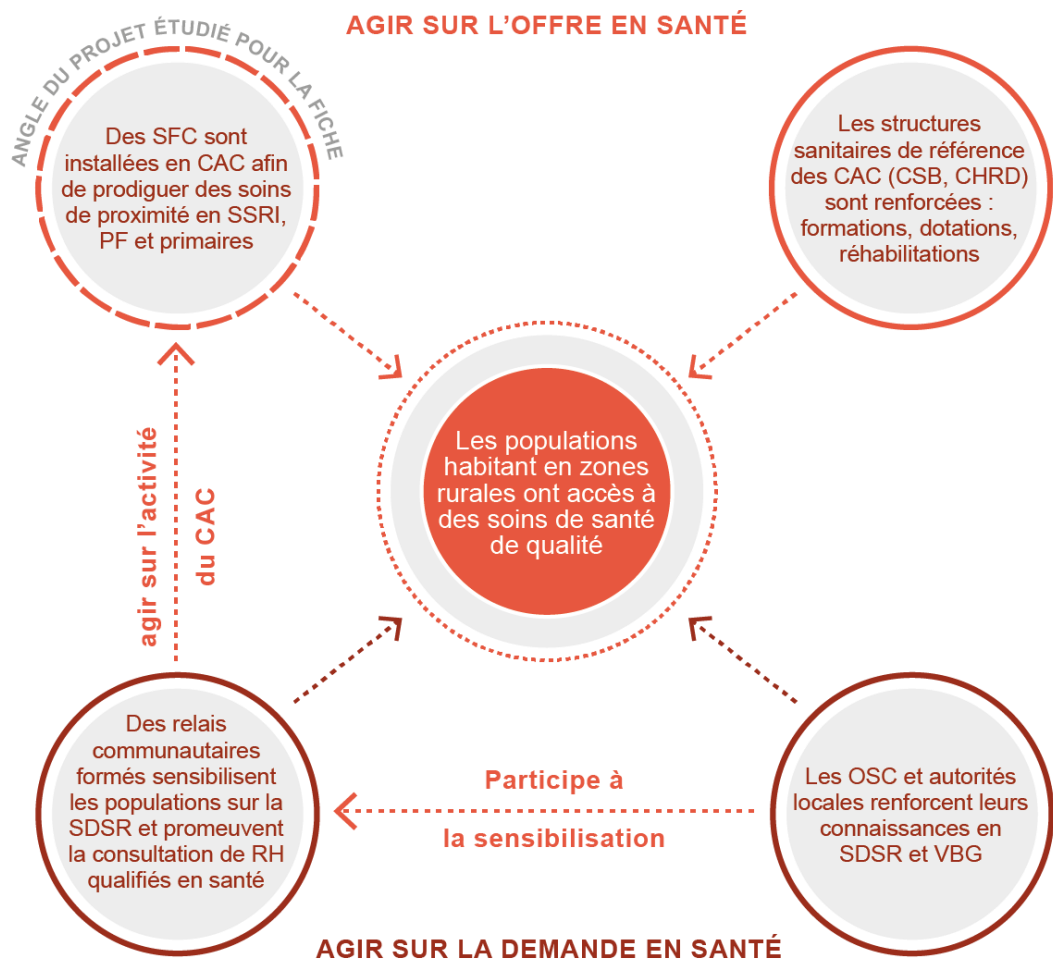 AGIR SUR L’OFFRE EN SANTÉ
ANGLE DU PROJET ÉTUDIÉ POUR LA FICHE
Des SFC sont
installées en CAC afin
de prodiguer des soins
de proximité en SSRI,
PF et primaires
Les structures
sanitaires de référence
des CAC (CSB, CHRD)
sont renforcées :
formations, dotations,
réhabilitations
Les populations
habitant en zones
rurales ont accès à
des soins de santé
de qualité
agir sur l’activité
du CAC
Des relais
communautaires
formés sensibilisent
les populations sur la
SDSR et promeuvent
la consultation de RH
qualifiés en santé
Participe à
la sensibilisation
Les OSC et autorités
locales renforcent leurs
connaissances en
SDSR et VBG
AGIR SUR LA DEMANDE EN SANTÉ